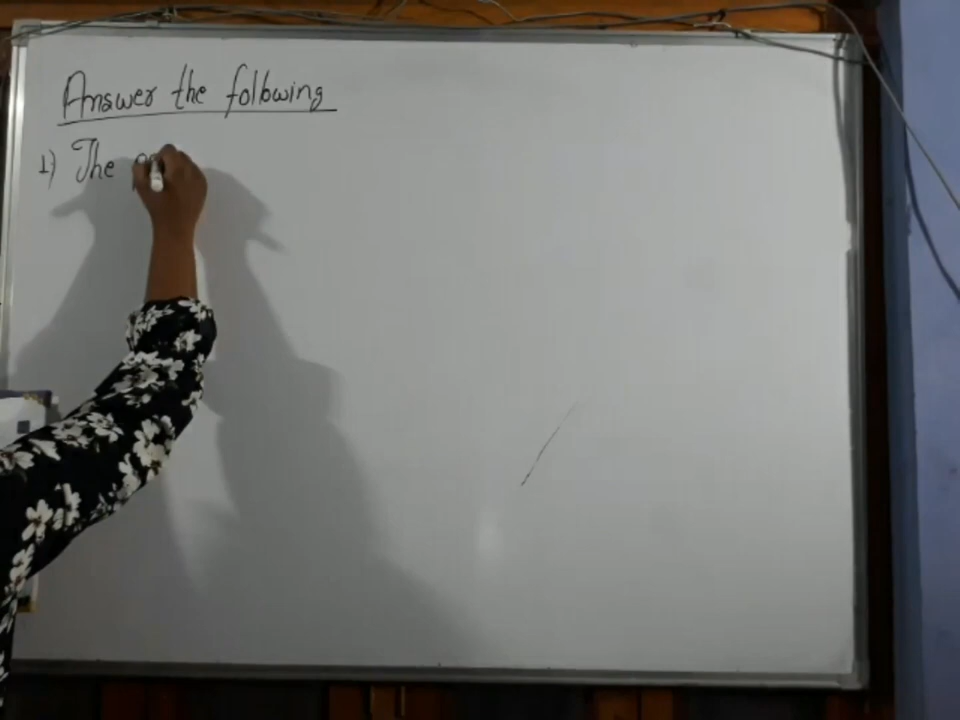 Answer the following
1) The